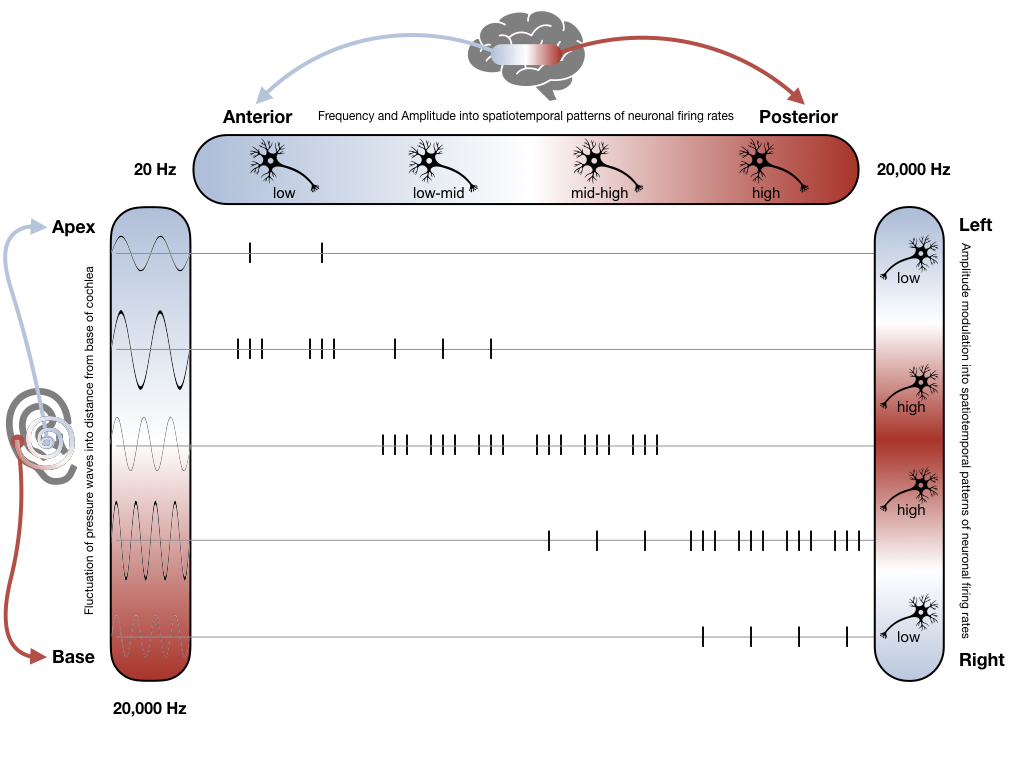 Anterior
Frequency and Amplitude into spatiotemporal patterns of neuronal firing rates
Posterior
20 Hz
low
low-mid
mid-high
high
20,000 Hz
Apex
Fluctuation of pressure waves into distance from base of cochlea
Base
20,000 Hz
Left
low
high
high
low
Amplitude modulation into spatiotemporal patterns of neuronal firing rates
Right